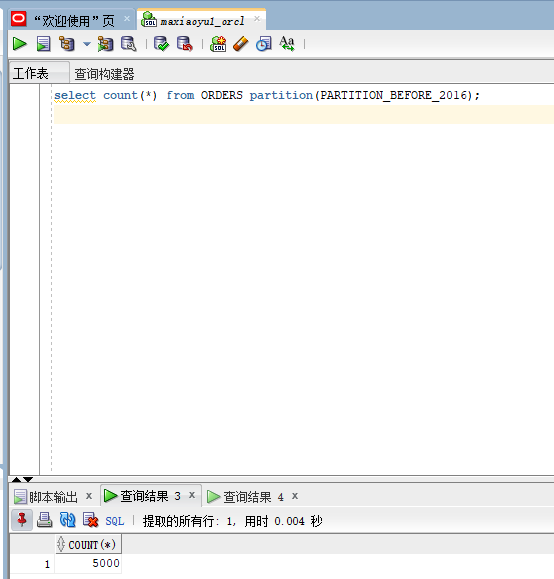 “欢迎使用”页
maxiaoyu1_orcl
工作表
查询构建器
select count(*) from ORDERS partition(PARTITION_BEFORE_2016);
脚本输出
查询结果 3
查询结果 4
SQL
提取的所有行: 1, 用时 0.004 秒
COUNT(*)
1
5000